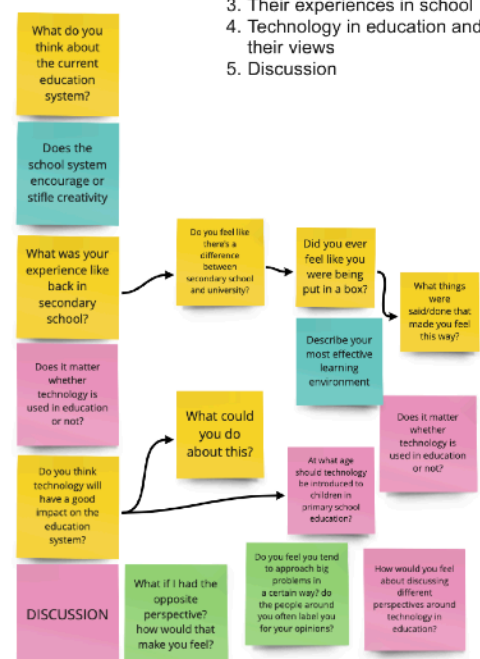 3. Their experiences in school
4. Technology in education and
their views
5. Discussion
What do you
think about
the current
education
system?
Does the
school system
encourage or
stifle creativity
What was your
experience like
back in
secondary
school?
Do you feel like
there's a
difference
between
secondary school
and university?
Did you ever
feel like you
were being
put in a box?
What things
were
said/done that
made you feel
this way?
Describe your
most effective
learning
environment
Does it matter
whether
technology is
used in education
or not?
What could
you do
about this?
Does it matter
whether
technology is
used in education
or not?
Do you think
technology will
have a good
impact on the
education
system?
At what age
should technology
be introduced to
children in
primary school
education?
DISCUSSION
What if I had the
opposite
perspective?
how would that
make you feel?
Do you feel you tend
to approach big
problems in
a certain way? do
the people around
you often label you
for your opinions?
How would you feel
about discussing
different
perspectives around
technology in
education?